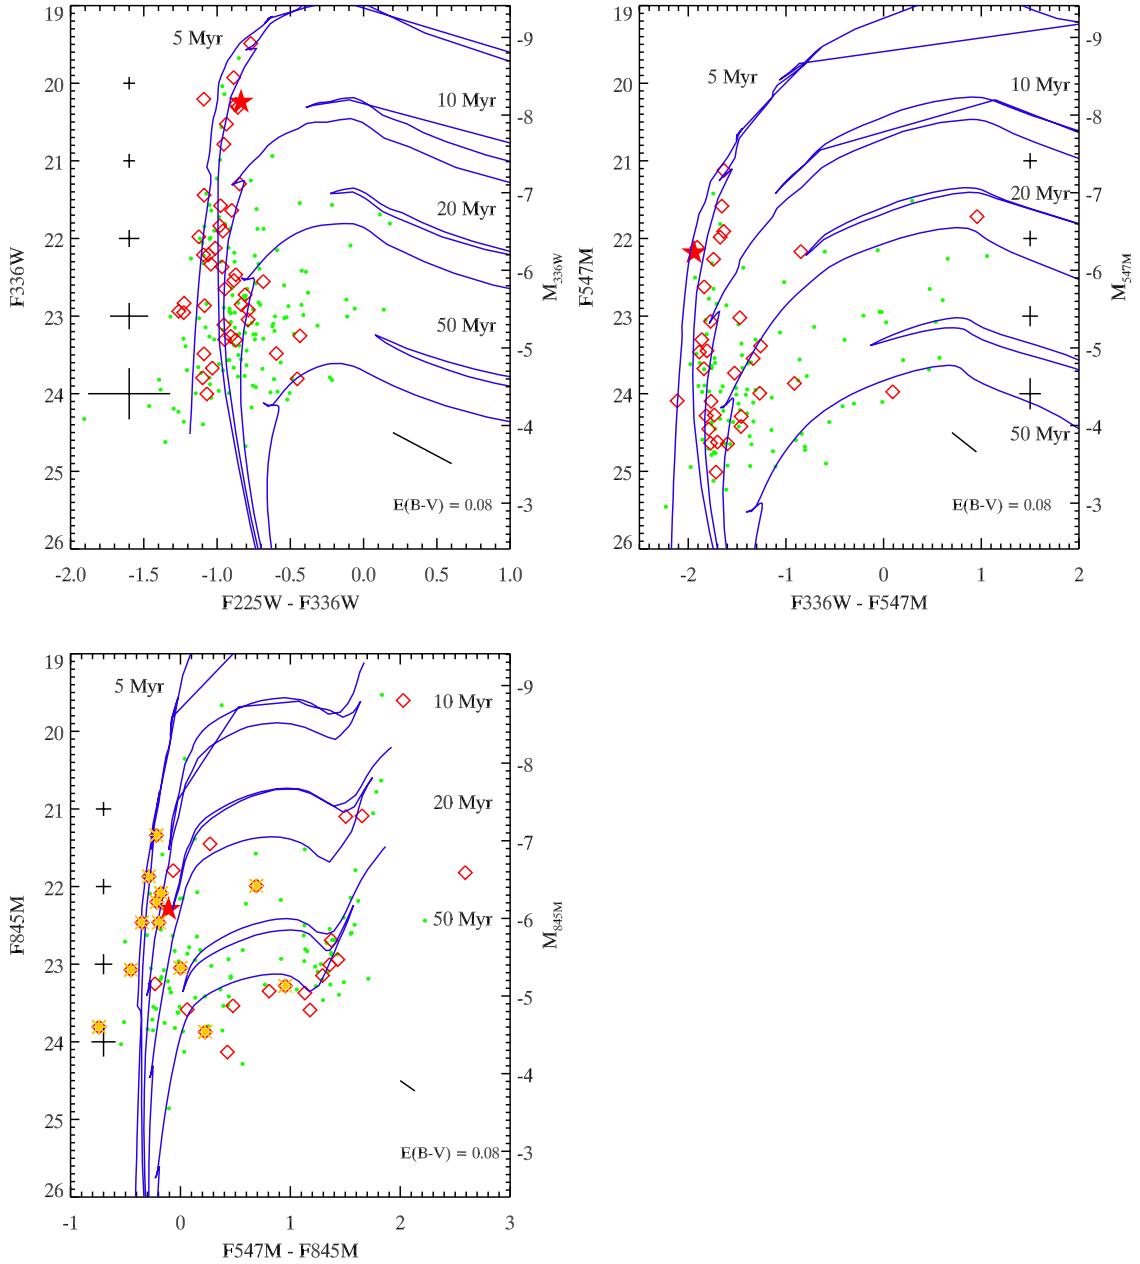 19
20
21
22
23
24
25
26
F336W
-2.0 -1.5 -1.0 -0.5 0.0 0.5 1.0
F225W - F336W
-9
-8
-7
-6
-5
-4
-3
M336W
5 Myr
10 Myr
20 Myr
50 Myr
E(B-V) = 0.08
19
20
21
22
23
24
25
26
F547M
-2 -1 0 1 2
F336W - F547M
-9
-8
-7
-6
-5
-4
-3
M547M
5 Myr
10 Myr
20 Myr
50 Myr
E(B-V) = 0.08
19
20
21
22
23
24
25
26
F845M
-1 0 1 2 3
F547M - F845M
-9
-8
-7
-6
-5
-4
-3
M845M
5 Myr
10 Myr
20 Myr
50 Myr
E(B-V) = 0.08